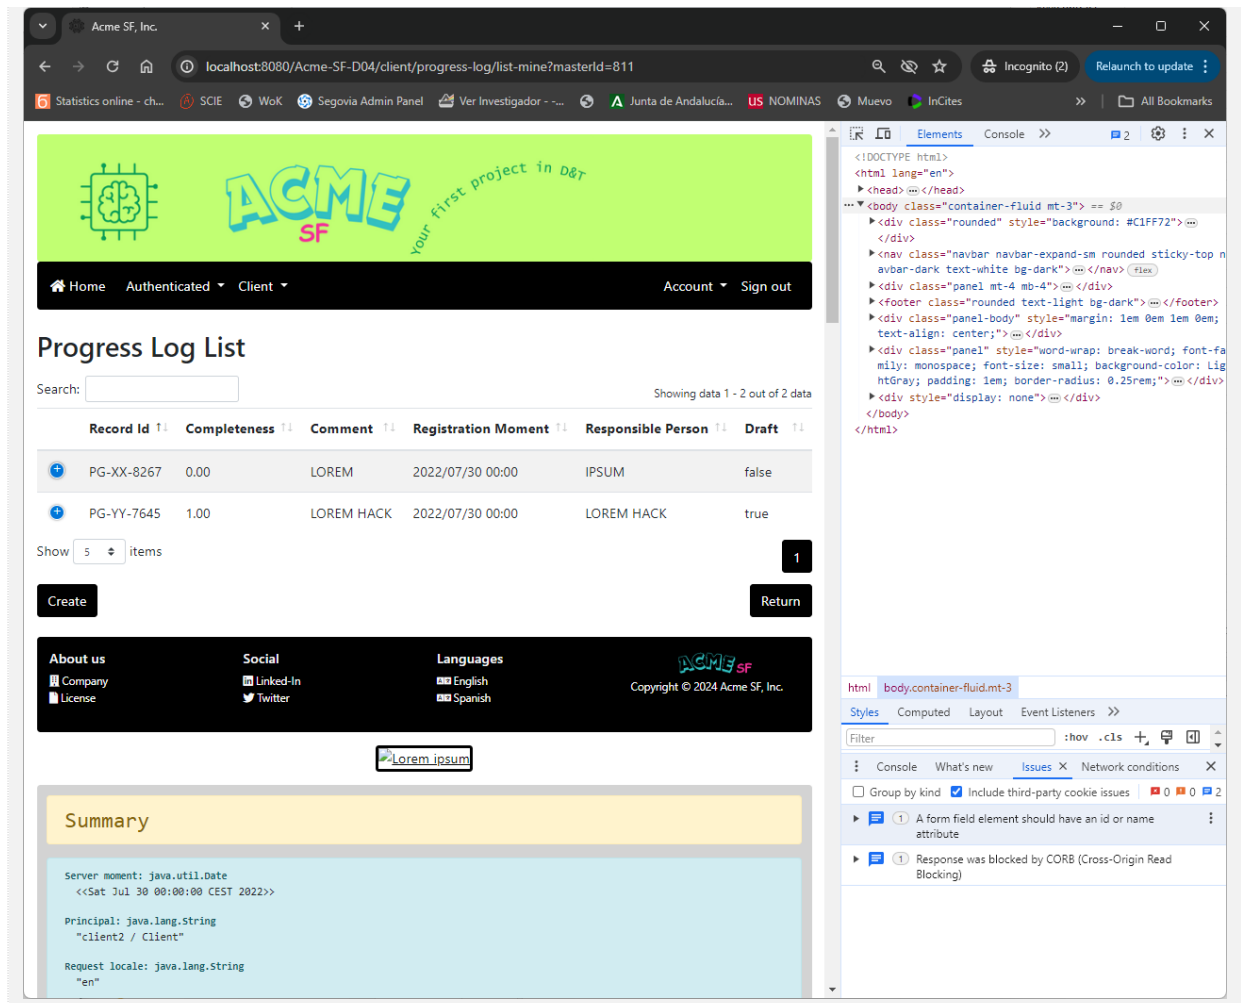 Acme SF, Inc.
localhost:8080/Acme-SF-D04/client/progress-log/list-mine?masterId=811
Incognito (2)
Relaunch to update
Statistics online - ch...
SCIE
WoK
Segovia Admin Panel
Ver Investigador - -...
Junta de Andalucía...
US NOMINAS
Muevo
InCites
All Bookmarks
ACME
SF
Your first project in D&T
Home
Authenticated
Client
Account
Sign out
Progress Log List
Search:
Showing data 1 - 2 out of 2 data
Record Id Completeness Comment Registration Moment Responsible Person Draft
PG-XX-8267 0.00 LOREM 2022/07/30 00:00 IPSUM false
PG-YY-7645 1.00 LOREM HACK 2022/07/30 00:00 LOREM HACK true
Show 5 items
1
Create
Return
About us
Company
License
Social
Linked-In
Twitter
Languages
English
Spanish
ACME SF
Copyright © 2024 Acme SF, Inc.
Lorem ipsum
Summary
Server moment: java.util.Date
<<Sat Jul 30 00:00:00 CEST 2022>>
Principal: java.lang.String
"client2 / Client"
Request locale: java.lang.String
"en"
Elements
Console
2
<!DOCTYPE html>
<html lang="en">
<head>…</head>
<body class="container-fluid mt-3"> == $0
<div class="rounded" style="background: #C1FF72">…
</div>
<nav class="navbar navbar-expand-sm rounded sticky-top n
avbar-dark text-white bg-dark">…</nav> flex
<div class="panel mt-4 mb-4">…</div>
<footer class="rounded text-light bg-dark">…</footer>
<div class="panel-body" style="margin: 1em 0em 1em 0em;
text-align: center;">…</div>
<div class="panel" style="word-wrap: break-word; font-fa
mily: monospace; font-size: small; background-color: Lig
htGray; padding: 1em; border-radius: 0.25rem;">…</div>
<div style="display: none">…</div>
</body>
</html>
html body.container-fluid.mt-3
Styles Computed Layout Event Listeners
Filter
:hov .cls
Console What's new Issues Network conditions
Group by kind Include third-party cookie issues 0 0 2
1 A form field element should have an id or name
attribute
1 Response was blocked by CORB (Cross-Origin Read
Blocking)